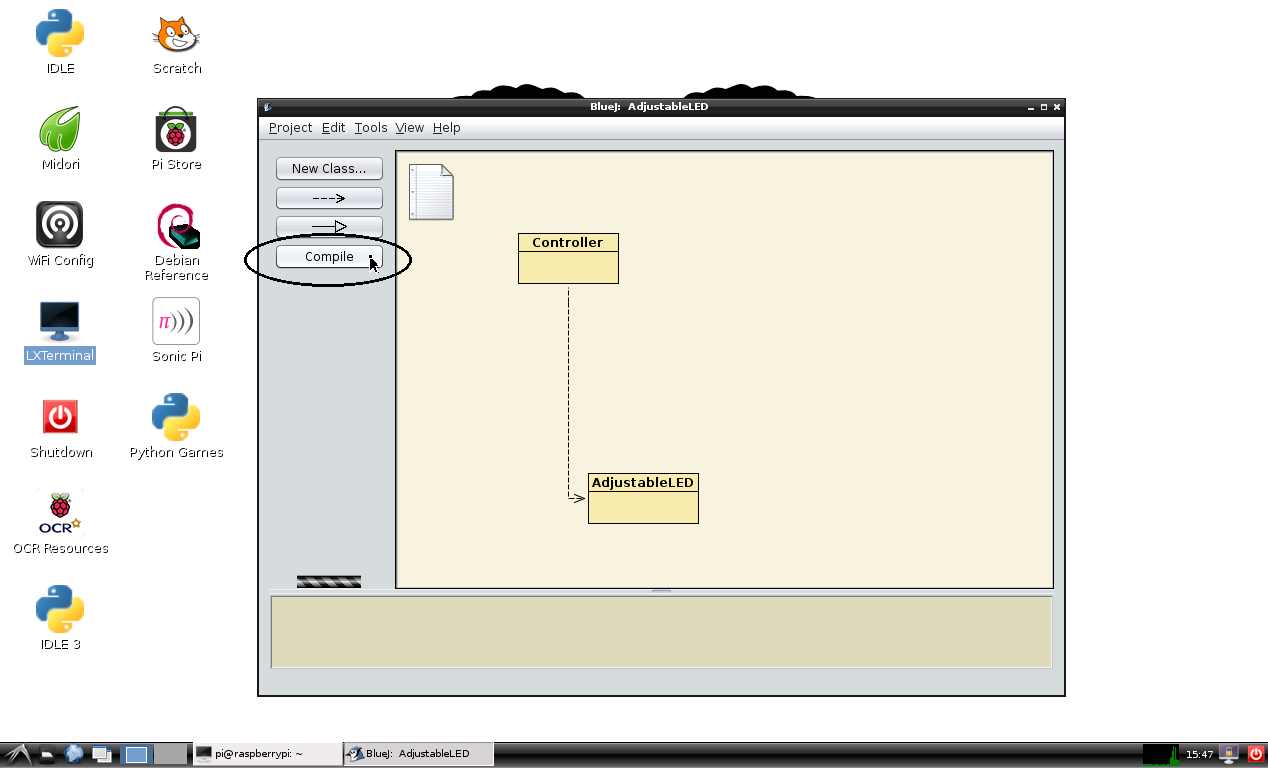 IDLE
Scratch
Midori
Pi Store
WiFi Config
Debian
Reference
LXTerminal
π)))
Sonic Pi
Shutdown
Python Games
OCR
OCR Resources
IDLE 3
BlueJ: AdjustableLED
Project Edit Tools View Help
New Class...
Compile
Controller
AdjustableLED
pi@raspberrypi: ~
BlueJ: AdjustableLED
15:47